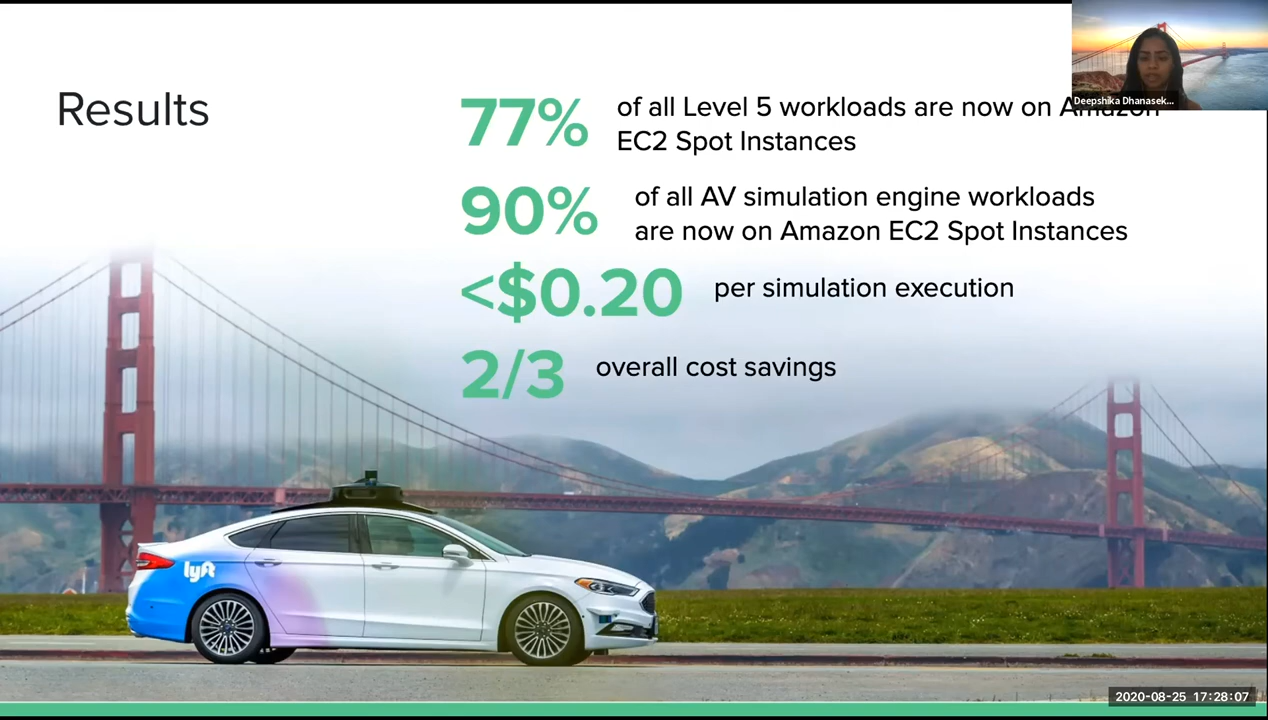 Results
77%
of all Level 5 workloads are now on Amazon
EC2 Spot Instances
90%
of all AV simulation engine workloads
are now on Amazon EC2 Spot Instances
<$0.20
per simulation execution
2/3
overall cost savings
Deepshika Dhanasek...
lyft
2020-08-25 17:28:07